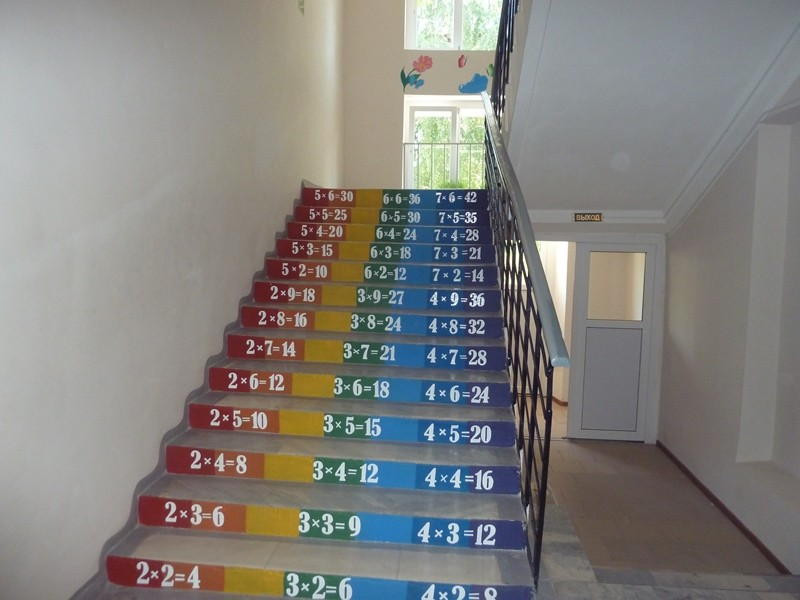 5×6=30 6×6=36 7×6=42
5×5=25 6×5=30 7×5=35
5×4=20 6×4=24 7×4=28
5×3=15 6×3=18 7×3=21
5×2=10 6×2=12 7×2=14
2×9=18 3×9=27 4×9=36
2×8=16 3×8=24 4×8=32
2×7=14 3×7=21 4×7=28
2×6=12 3×6=18 4×6=24
2×5=10 3×5=15 4×5=20
2×4=8 3×4=12 4×4=16
2×3=6 3×3=9 4×3=12
2×2=4 3×2=6 4×2=8
ВЫХОД